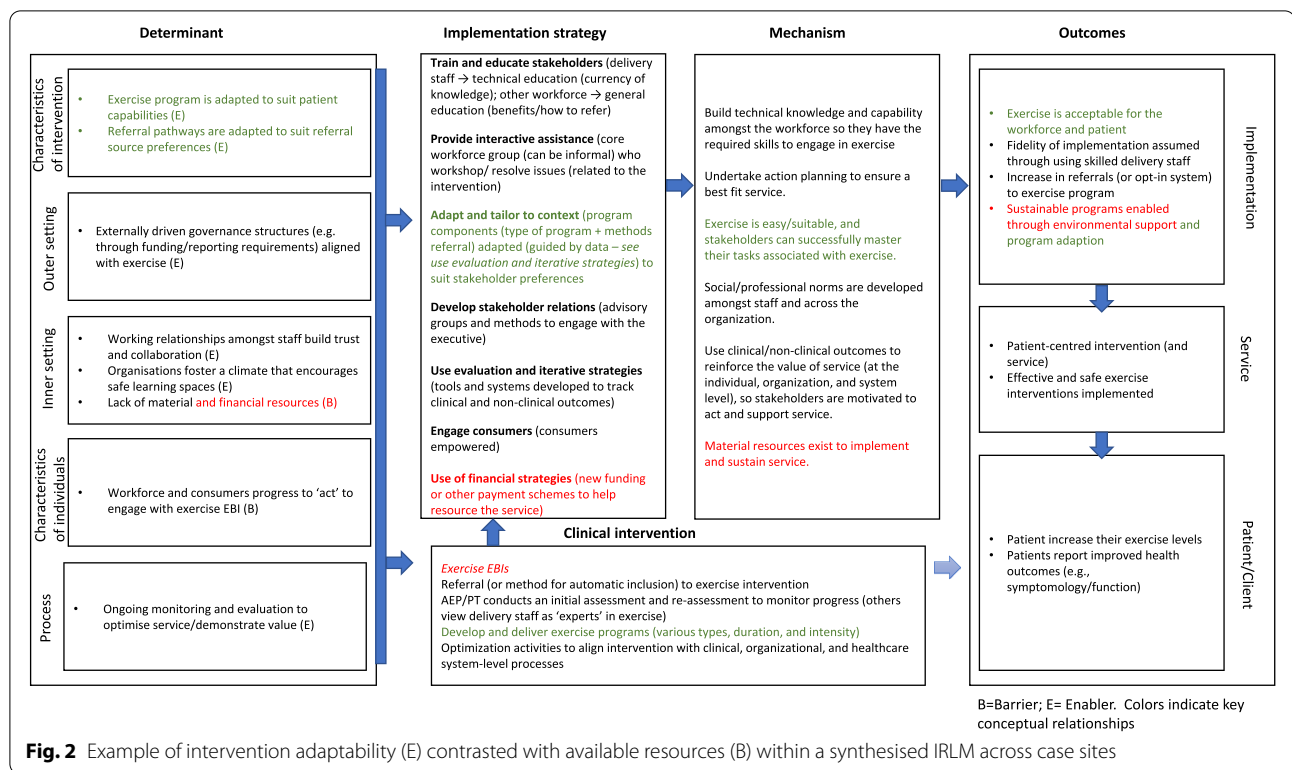 Determinant
Implementation strategy
Mechanism
Outcomes
Characteristics
of intervention
• Exercise program is adapted to suit patient
capabilities (E)
• Referral pathways are adapted to suit referral
source preferences (E)
Outer setting
• Externally driven governance structures (e.g.
through funding/reporting requirements) aligned
with exercise (E)
Inner setting
• Working relationships amongst staff build trust
and collaboration (E)
• Organisations foster a climate that encourages
safe learning spaces (E)
• Lack of material and financial resources (B)
Characteristics
of individuals
• Workforce and consumers progress to ‘act’ to
engage with exercise EBI (B)
Process
• Ongoing monitoring and evaluation to
optimise service/demonstrate value (E)
Train and educate stakeholders (delivery
staff → technical education (currency of
knowledge); other workforce → general
education (benefits/how to refer)
Provide interactive assistance (core
workforce group (can be informal) who
workshop/ resolve issues (related to the
intervention)
Adapt and tailor to context (program
components (type of program + methods
referral) adapted (guided by data – see
use evaluation and iterative strategies) to
suit stakeholder preferences
Develop stakeholder relations (advisory
groups and methods to engage with the
executive)
Use evaluation and iterative strategies
(tools and systems developed to track
clinical and non-clinical outcomes)
Engage consumers (consumers
empowered)
Use of financial strategies (new funding
or other payment schemes to help
resource the service)
Build technical knowledge and capability
amongst the workforce so they have the
required skills to engage in exercise
Undertake action planning to ensure a
best fit service.
Exercise is easy/suitable, and
stakeholders can successfully master
their tasks associated with exercise.
Social/professional norms are developed
amongst staff and across the
organization.
Use clinical/non-clinical outcomes to
reinforce the value of service (at the
individual, organization, and system
level), so stakeholders are motivated to
act and support service.
Material resources exist to implement
and sustain service.
Clinical intervention
Exercise EBIs
Referral (or method for automatic inclusion) to exercise intervention
AEP/PT conducts an initial assessment and re-assessment to monitor progress (others
view delivery staff as ‘experts’ in exercise)
Develop and deliver exercise programs (various types, duration, and intensity)
Optimization activities to align intervention with clinical, organizational, and healthcare
system-level processes
• Exercise is acceptable for the
workforce and patient
• Fidelity of implementation assumed
through using skilled delivery staff
• Increase in referrals (or opt-in system)
to exercise program
• Sustainable programs enabled
through environmental support and
program adaption
Implementation
• Patient-centred intervention (and
service)
• Effective and safe exercise
interventions implemented
Service
• Patient increase their exercise levels
• Patients report improved health
outcomes (e.g.,
symptomology/function)
Patient/Client
B=Barrier; E= Enabler. Colors indicate key
conceptual relationships
Fig. 2 Example of intervention adaptability (E) contrasted with available resources (B) within a synthesised IRLM across case sites